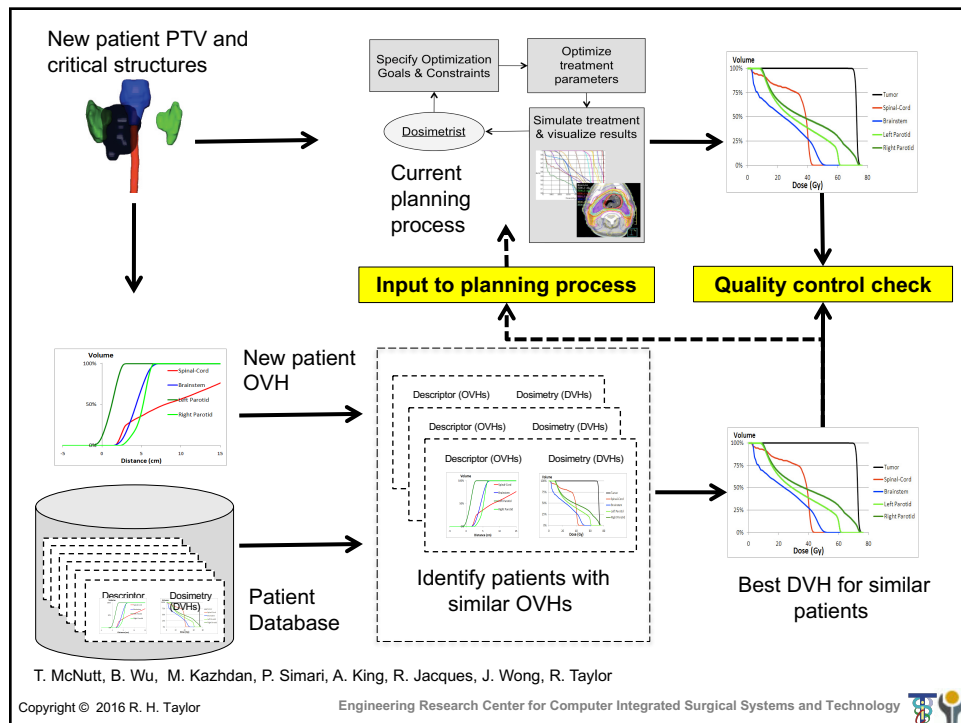 New patient PTV and
critical structures
Specify Optimization
Goals & Constraints
Optimize
treatment
parameters
Dosimetrist
Simulate treatment
& visualize results
Current
planning
process
Volume
100%
75%
50%
25%
0%
0 20 40 60 80
Dose (Gy)
Tumor
Spinal-Cord
Brainstem
Left Parotid
Right Parotid
Input to planning process
Quality control check
Volume
100%
50%
0%
-5 0 5 10 15
Distance (cm)
Spinal-Cord
Brainstem
Left Parotid
Right Parotid
New patient
OVH
Descriptor (OVHs) Dosimetry (DVHs)
Descriptor (OVHs) Dosimetry (DVHs)
Descriptor (OVHs) Dosimetry (DVHs)
Dose (Gy)
Distance (cm)
Identify patients with
similar OVHs
Volume
100%
75%
50%
25%
0%
0 20 40 60 80
Dose (Gy)
Tumor
Spinal-Cord
Brainstem
Left Parotid
Right Parotid
Best DVH for similar
patients
Descriptor
Dosimetry
(DVHs)
Patient
Database
T. McNutt, B. Wu, M. Kazhdan, P. Simari, A. King, R. Jacques, J. Wong, R. Taylor
Copyright © 2016 R. H. Taylor
Engineering Research Center for Computer Integrated Surgical Systems and Technology